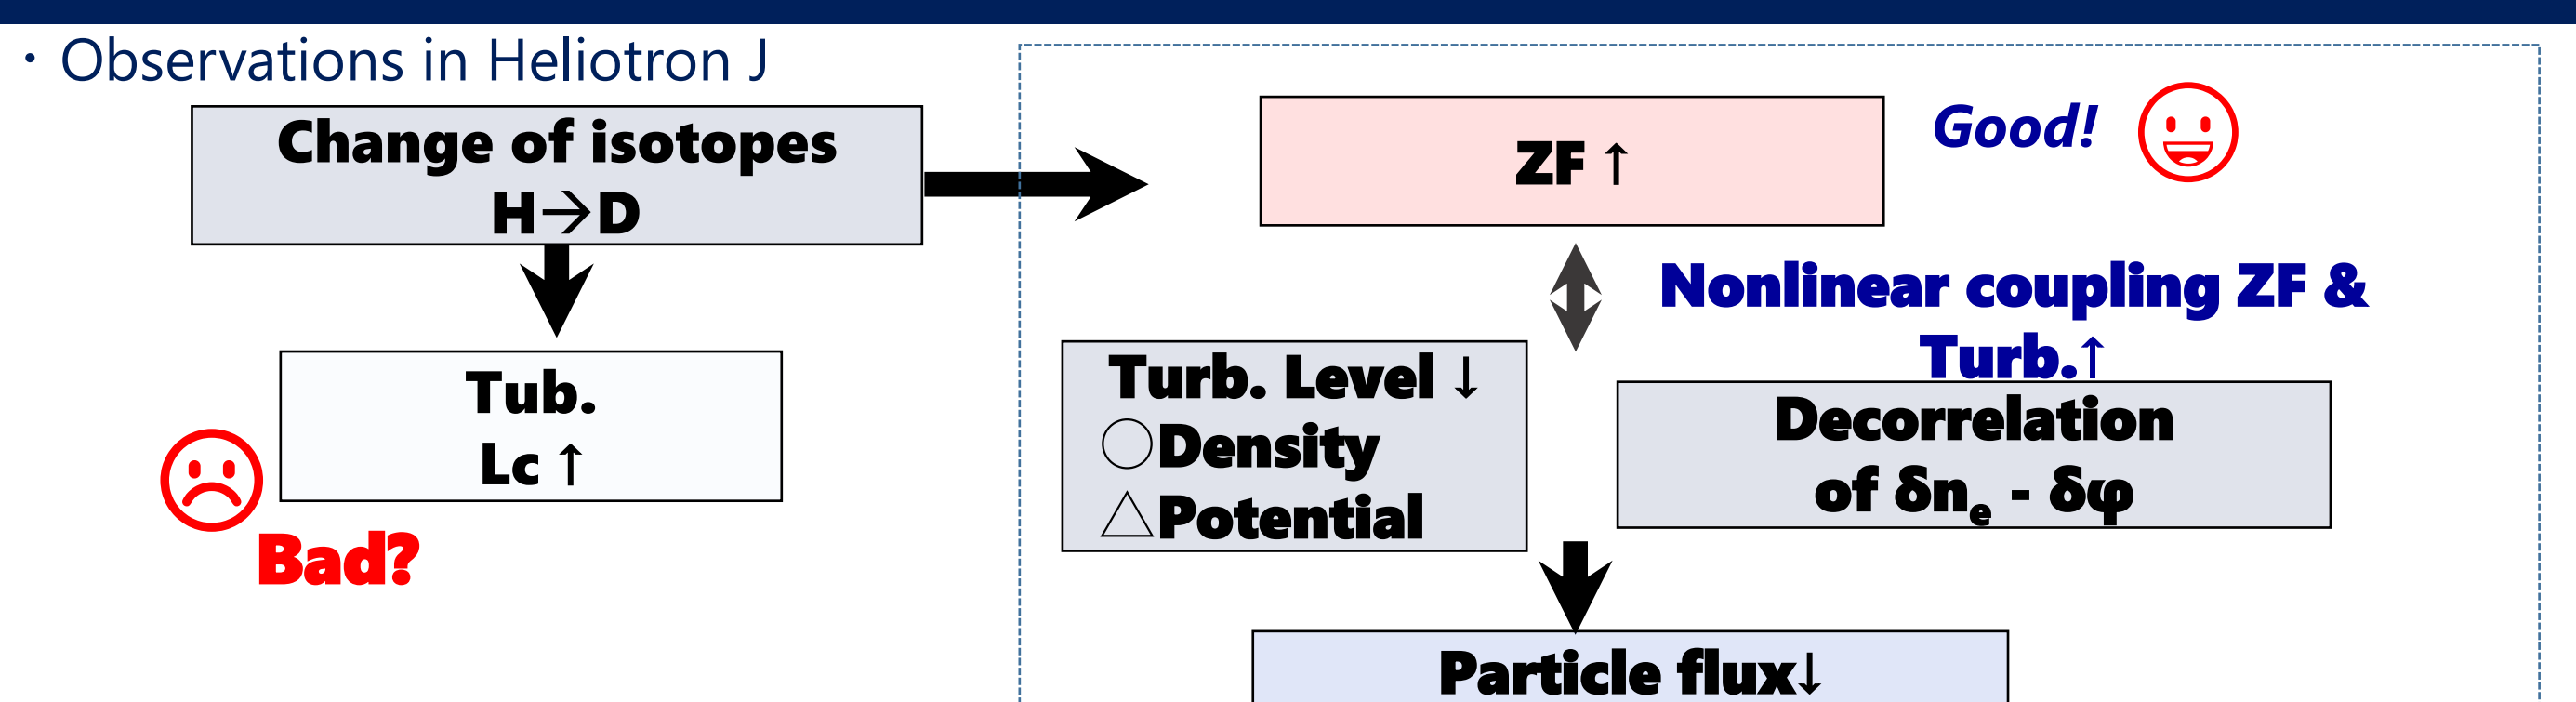 ・Observations in Heliotron J
Change of isotopes
H→D
Tub.
Lc ↑
Bad?
ZF ↑
Good!
Nonlinear coupling ZF &
Turb.↑
Turb. Level ↓
○Density
△Potential
Decorrelation
of δnₑ - δφ
Particle flux↓